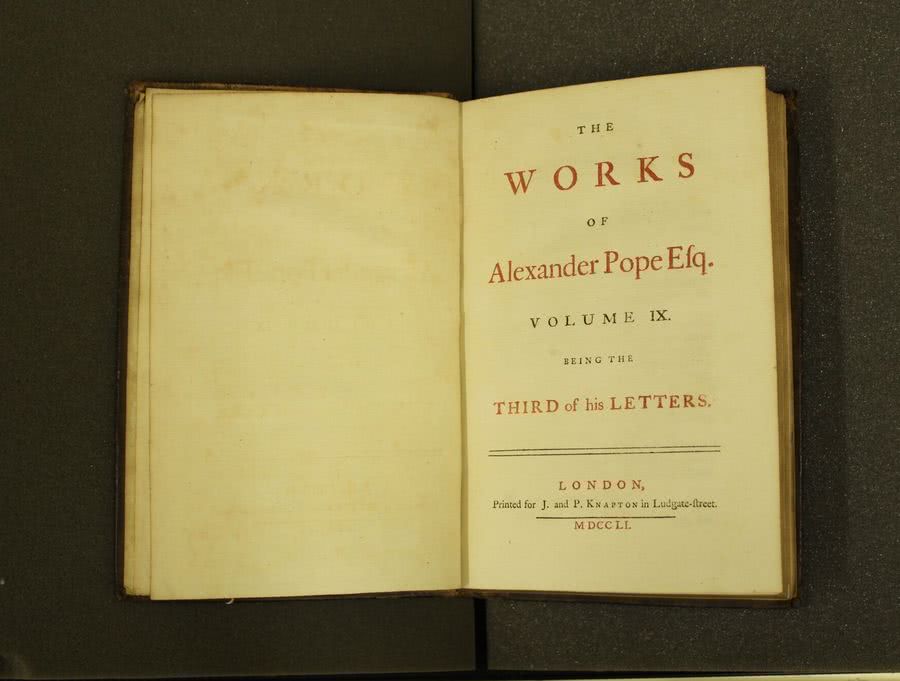 THE
WORKS
OF
Alexander Pope Eſq.
VOLUME IX.
BEING THE
THIRD of his LETTERS.
LONDON,
Printed for J. and P. KNAPTON in Ludgate-ſtreet.
MDCCLI.